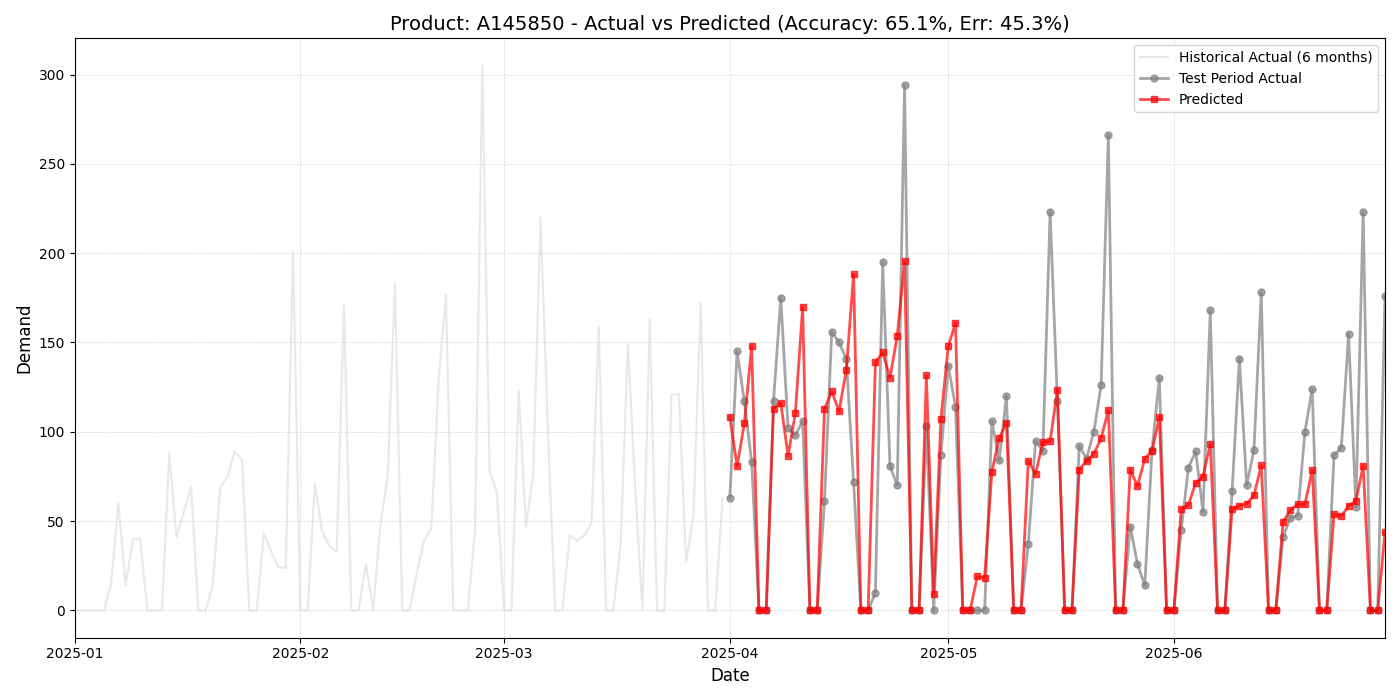 Product: A145850 - Actual vs Predicted (Accuracy: 65.1%, Err: 45.3%)
Historical Actual (6 months)
Test Period Actual
Predicted
Demand
300
250
200
150
100
50
0
2025-01
2025-02
2025-03
2025-04
2025-05
2025-06
Date